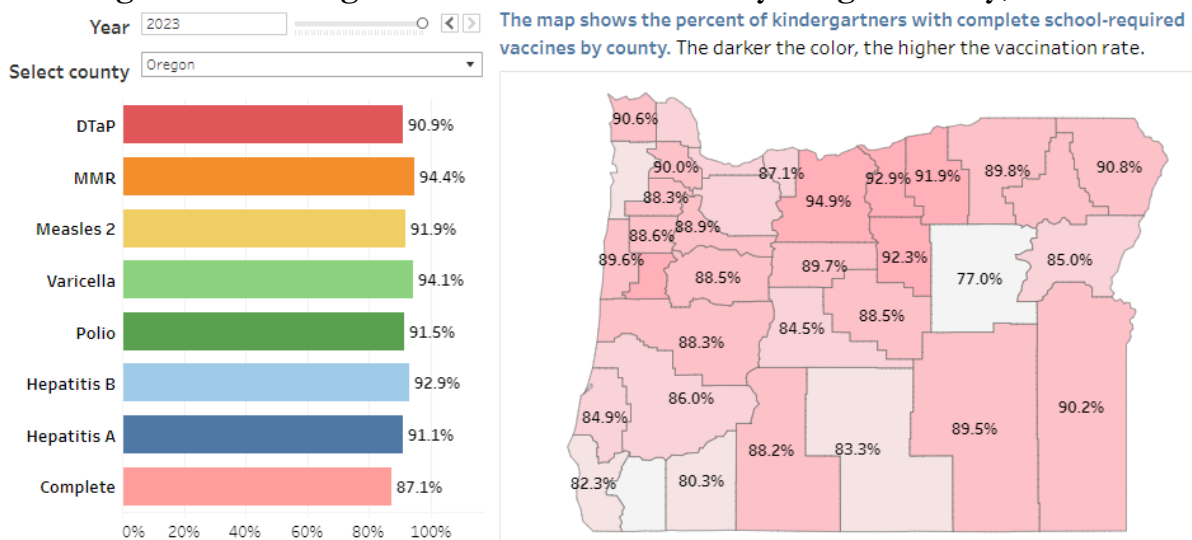 Year 2023
Select county Oregon
The map shows the percent of kindergartners with complete school-required
vaccines by county. The darker the color, the higher the vaccination rate.
DTaP 90.9%
MMR 94.4%
Measles 2 91.9%
Varicella 94.1%
Polio 91.5%
Hepatitis B 92.9%
Hepatitis A 91.1%
Complete 87.1%
0% 20% 40% 60% 80% 100%
90.6%
90.0% 87.1% 92.9% 91.9% 89.8% 90.8%
88.3% 94.9%
88.6% 88.9%
89.6% 88.5% 89.7% 92.3% 77.0% 85.0%
88.3% 84.5% 88.5%
84.9% 86.0% 90.2%
88.2% 83.3% 89.5%
82.3% 80.3%